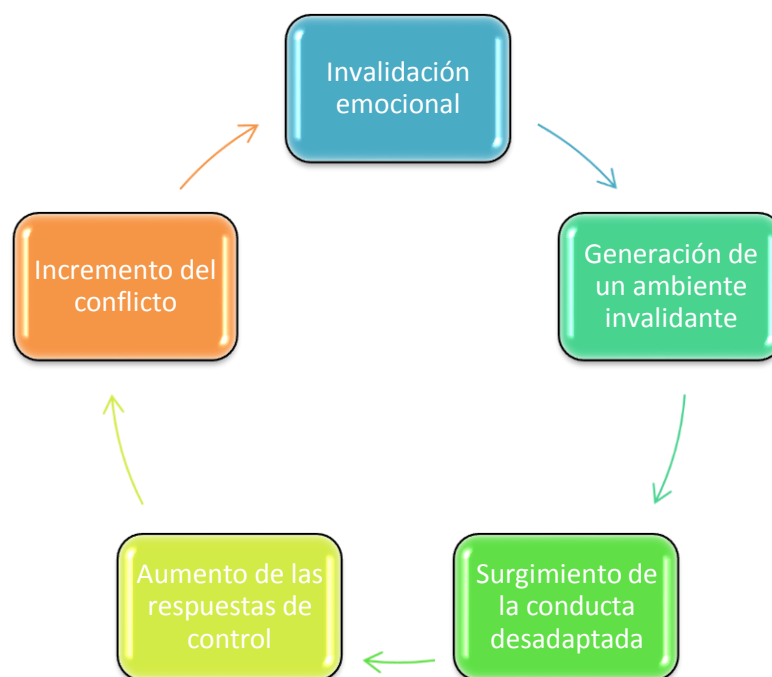 Invalidación
emocional
Generación de
un ambiente
invalidante
Surgimiento de
la conducta
desadaptada
Aumento de las
respuestas de
control
Incremento del
conflicto